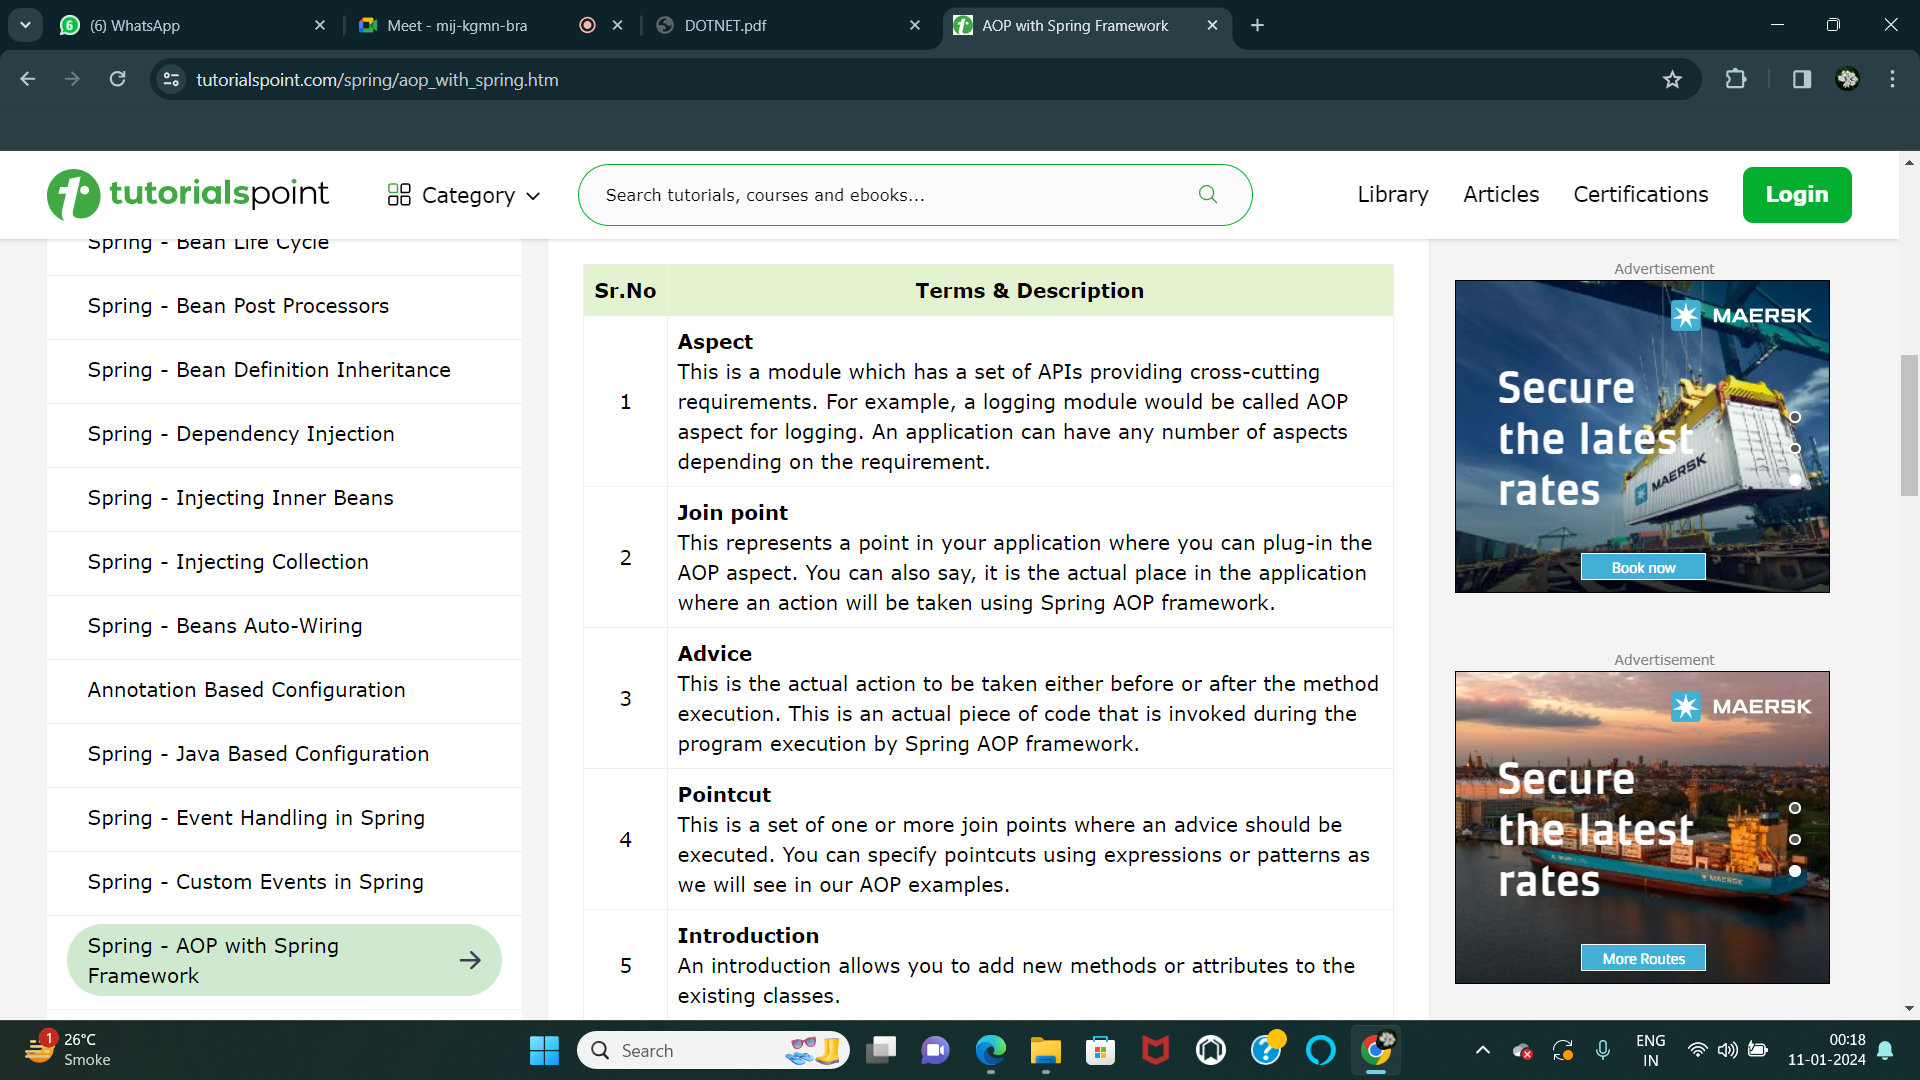 (6) WhatsApp
Meet - mij-kgmn-bra
DOTNET.pdf
AOP with Spring Framework
tutorialspoint.com/spring/aop_with_spring.htm
tutorialspoint
Category
Search tutorials, courses and ebooks...
Library
Articles
Certifications
Login
Spring - Bean Life Cycle
Spring - Bean Post Processors
Spring - Bean Definition Inheritance
Spring - Dependency Injection
Spring - Injecting Inner Beans
Spring - Injecting Collection
Spring - Beans Auto-Wiring
Annotation Based Configuration
Spring - Java Based Configuration
Spring - Event Handling in Spring
Spring - Custom Events in Spring
Spring - AOP with Spring
Framework
Sr.No
Terms & Description
1
Aspect
This is a module which has a set of APIs providing cross-cutting
requirements. For example, a logging module would be called AOP
aspect for logging. An application can have any number of aspects
depending on the requirement.
2
Join point
This represents a point in your application where you can plug-in the
AOP aspect. You can also say, it is the actual place in the application
where an action will be taken using Spring AOP framework.
3
Advice
This is the actual action to be taken either before or after the method
execution. This is an actual piece of code that is invoked during the
program execution by Spring AOP framework.
4
Pointcut
This is a set of one or more join points where an advice should be
executed. You can specify pointcuts using expressions or patterns as
we will see in our AOP examples.
5
Introduction
An introduction allows you to add new methods or attributes to the
existing classes.
Advertisement
MAERSK
Secure
the latest
rates
MAERSK
Book now
Advertisement
MAERSK
Secure
the latest
rates
MAERSK
More Routes
1
26°C
Smoke
Search
ENG
IN
00:18
11-01-2024